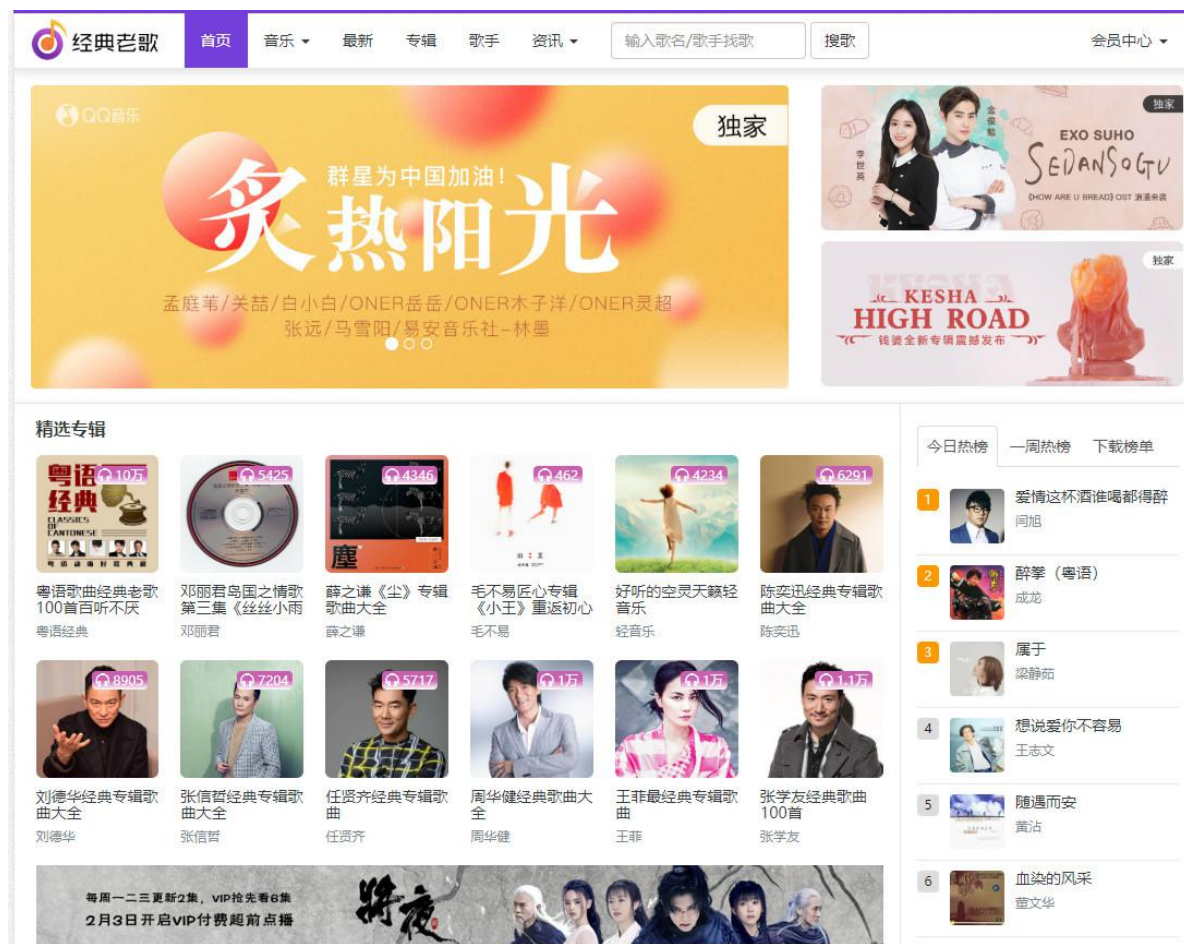 经典老歌
首页
音乐
最新
专辑
歌手
资讯
输入歌名/歌手找歌
搜歌
会员中心
QQ音乐
独家
群星为中国加油!
炙热阳光
孟庭苇/关喆/白小白/ONER岳岳/ONER木子洋/ONER灵超
张远/马雪阳/易安音乐社-林墨
独家
李世英
金俊勉
EXO SUHO
SEDANSOGU
《HOW ARE U BREAD》OST 浪漫来袭
独家
KESHA
HIGH ROAD
钱婆全新专辑震撼发布
精选专辑
今日热榜
一周热榜
下载榜单
粤语经典
CLASSICS OF CANTONESE
10万
5425
4346
塵
462
4234
6291
粤语歌曲经典老歌
100首百听不厌
粤语经典
邓丽君岛国之情歌
第三集《丝丝小雨
邓丽君
薛之谦《尘》专辑
歌曲大全
薛之谦
毛不易匠心专辑
《小王》重返初心
毛不易
好听的空灵天籁轻
音乐
轻音乐
陈奕迅经典专辑歌
曲大全
陈奕迅
8905
7204
5717
1万
1万
1.1万
刘德华经典专辑歌
曲大全
刘德华
张信哲经典专辑歌
曲大全
张信哲
任贤齐经典专辑歌
曲
任贤齐
周华健经典歌曲大
全
周华健
王菲最经典专辑歌
曲
王菲
张学友经典歌曲
100首
张学友
每周一二三更新2集，VIP抢先看6集
2月3日开启VIP付费超前点播
将夜
1
爱情这杯酒谁喝都得醉
闫旭
2
醉拳（粤语）
成龙
3
属于
梁静茹
4
想说爱你不容易
王志文
5
随遇而安
黄沾
6
血染的风采
董文华